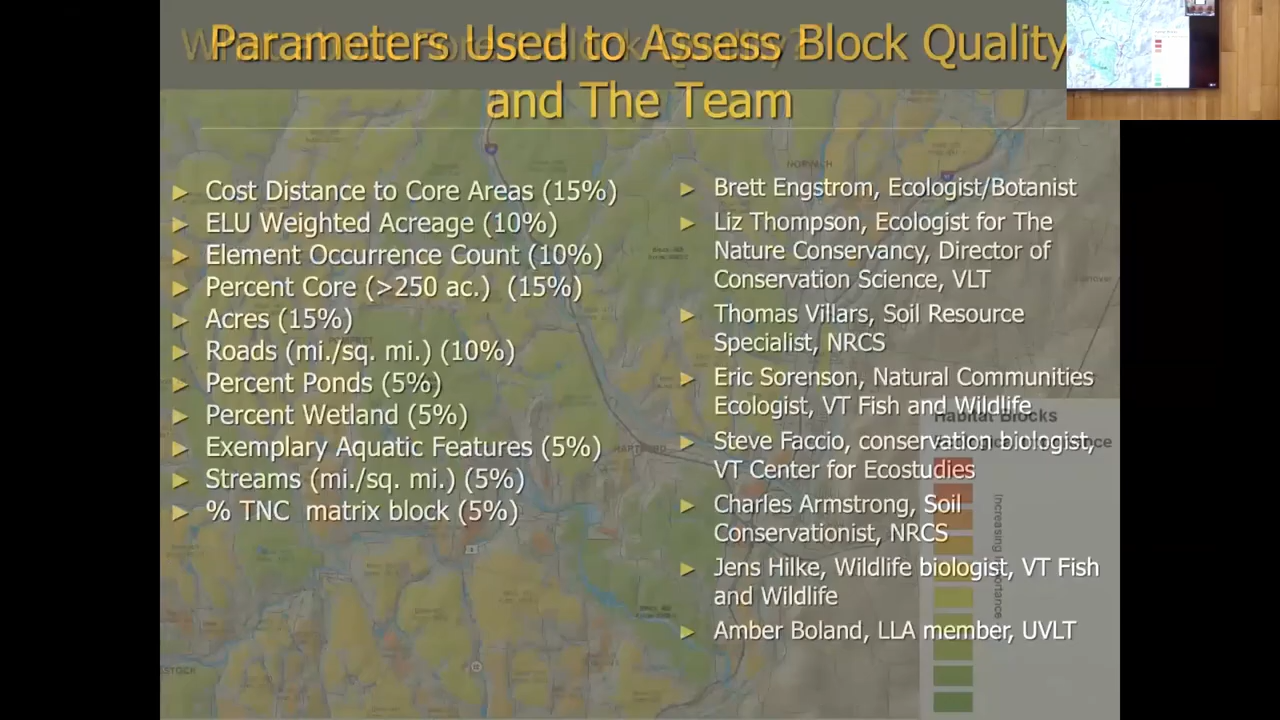 Parameters Used to Assess Block Quality
and The Team
► Cost Distance to Core Areas (15%)
► ELU Weighted Acreage (10%)
► Element Occurrence Count (10%)
► Percent Core (>250 ac.) (15%)
► Acres (15%)
► Roads (mi./sq. mi.) (10%)
► Percent Ponds (5%)
► Percent Wetland (5%)
► Exemplary Aquatic Features (5%)
► Streams (mi./sq. mi.) (5%)
► % TNC matrix block (5%)
► Brett Engstrom, Ecologist/Botanist
► Liz Thompson, Ecologist for The
Nature Conservancy, Director of
Conservation Science, VLT
► Thomas Villars, Soil Resource
Specialist, NRCS
► Eric Sorenson, Natural Communities
Ecologist, VT Fish and Wildlife
► Steve Faccio, conservation biologist,
VT Center for Ecostudies
► Charles Armstrong, Soil
Conservationist, NRCS
► Jens Hilke, Wildlife biologist, VT Fish
and Wildlife
► Amber Boland, LLA member, UVLT
Habitat Blocks
Increasing
NORWICH
HARTFORD